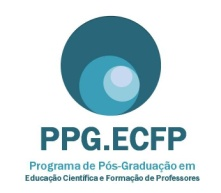 PPG.ECFP
Programa de Pós-Graduação em
Educação Científica e Formação de Professores